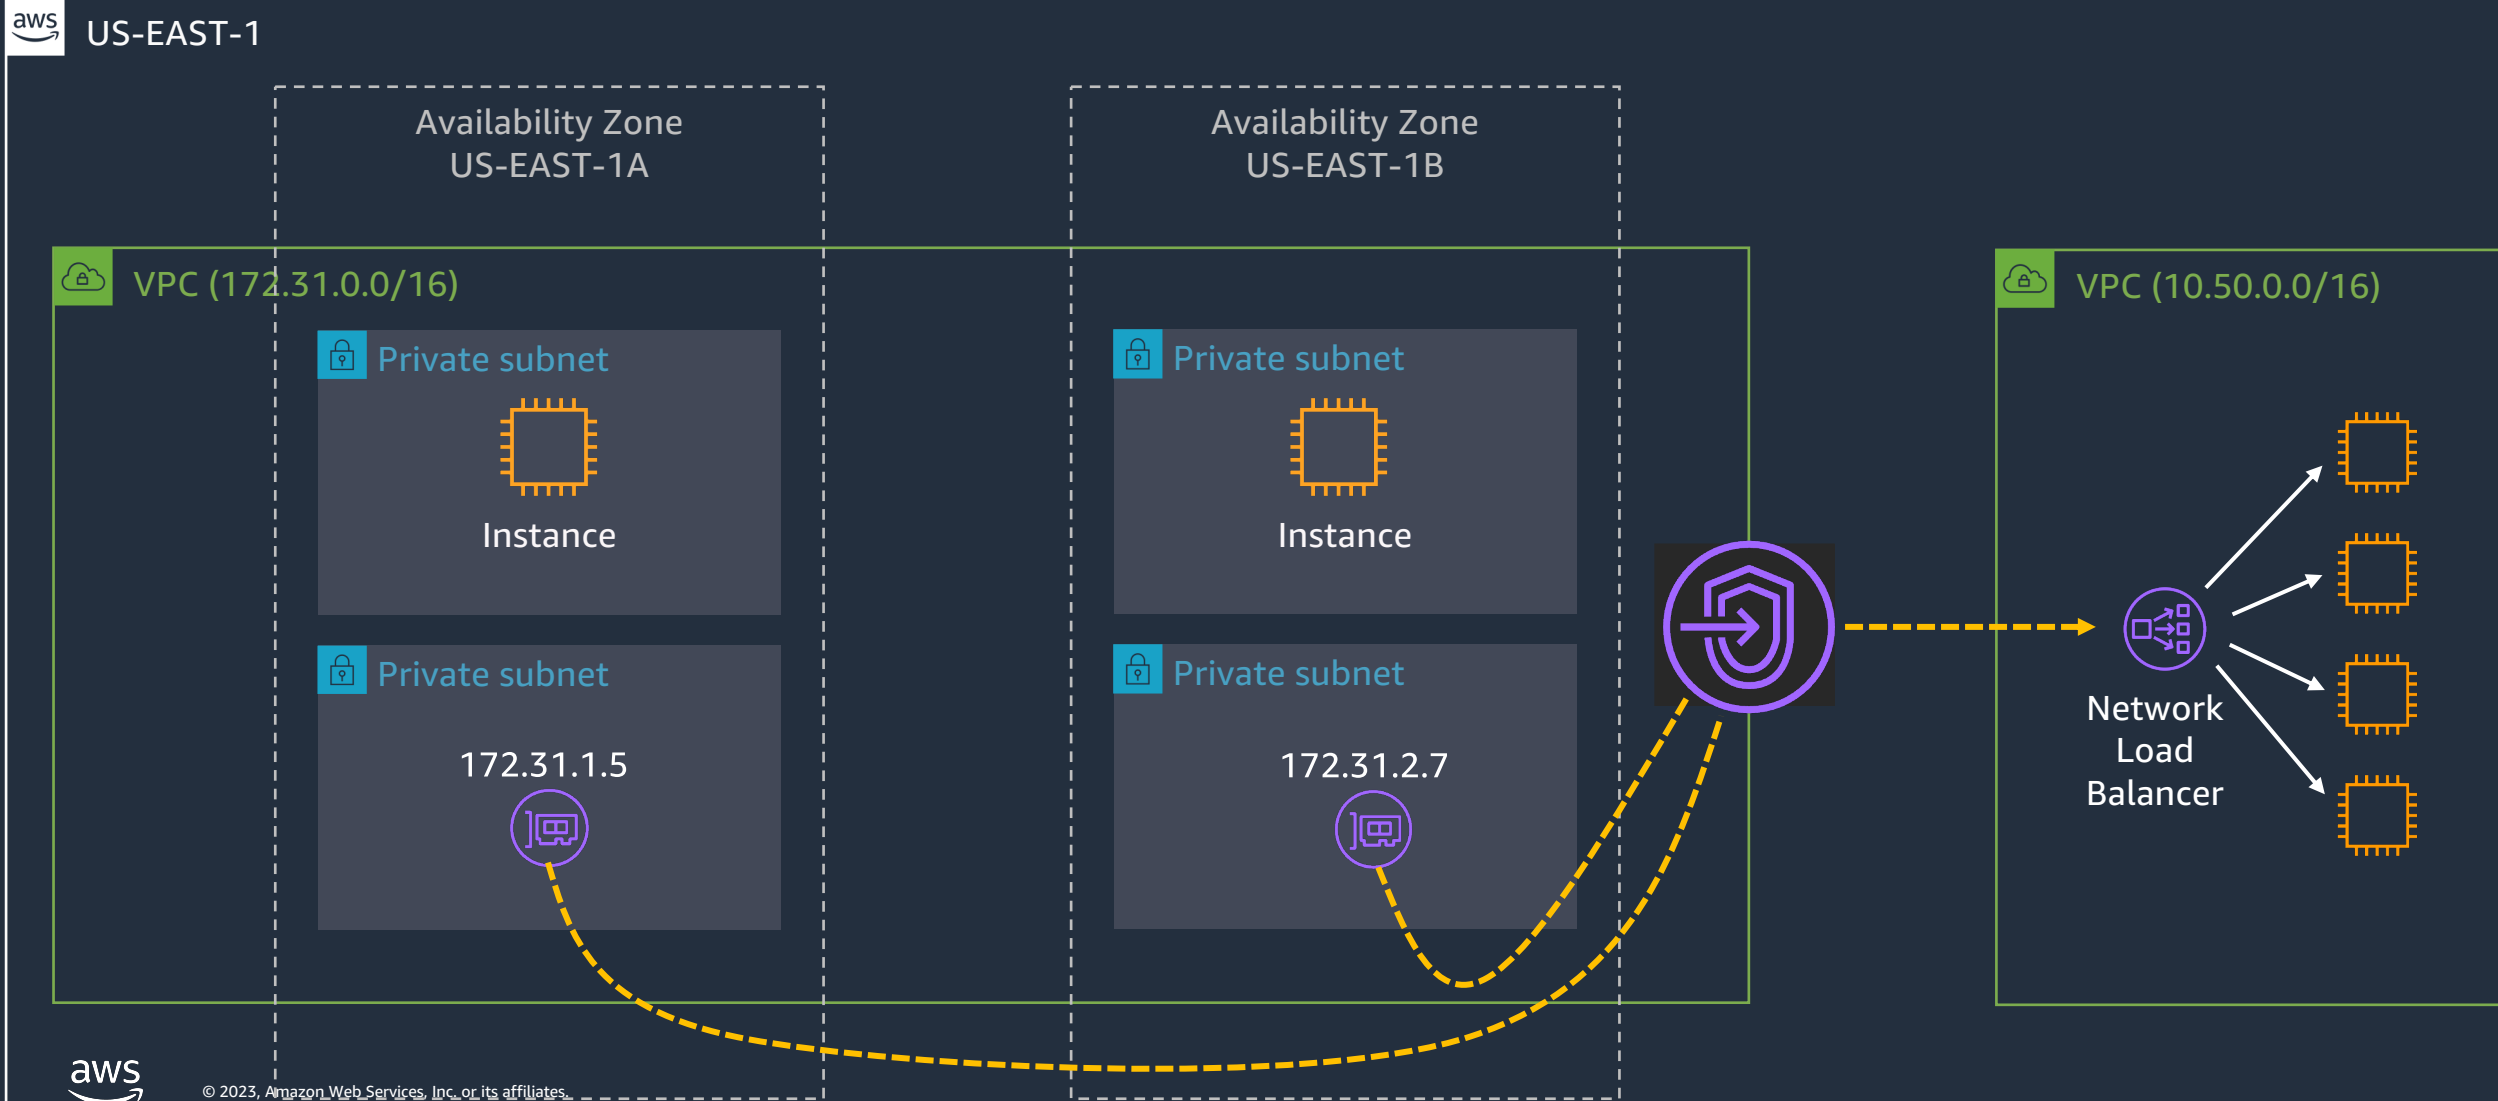 aws
US-EAST-1
Availability Zone
US-EAST-1A
Availability Zone
US-EAST-1B
VPC (172.31.0.0/16)
VPC (10.50.0.0/16)
Private subnet
Private subnet
Instance
Instance
Private subnet
Private subnet
172.31.1.5
172.31.2.7
Network
Load
Balancer
aws
© 2023, Amazon Web Services, Inc. or its affiliates.